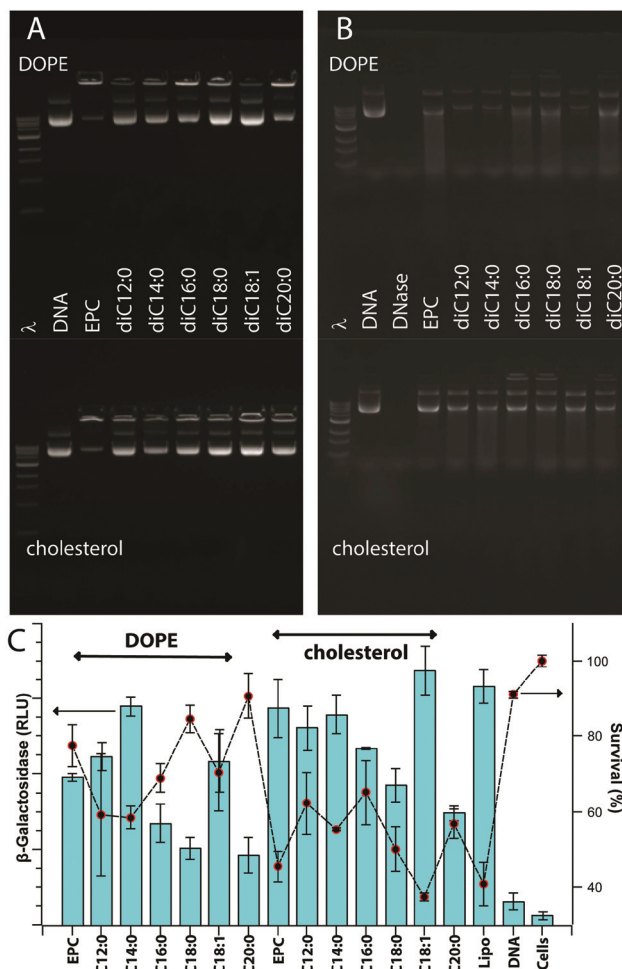 A
DOPE
λ
DNA
EPC
diC12:0
diC14:0
diC16:0
diC18:0
diC18:1
diC20:0
cholesterol
B
DOPE
λ
DNA
DNase
EPC
diC12:0
diC14:0
diC16:0
diC18:0
diC18:1
diC20:0
cholesterol
C
DOPE
cholesterol
β-Galactosidase (RLU)
100
80
60
40
Survival (%)
EPC
C12:0
C14:0
C16:0
C18:0
C18:1
C20:0
EPC
C12:0
C14:0
C16:0
C18:0
C18:1
C20:0
Lipo
DNA
Cells